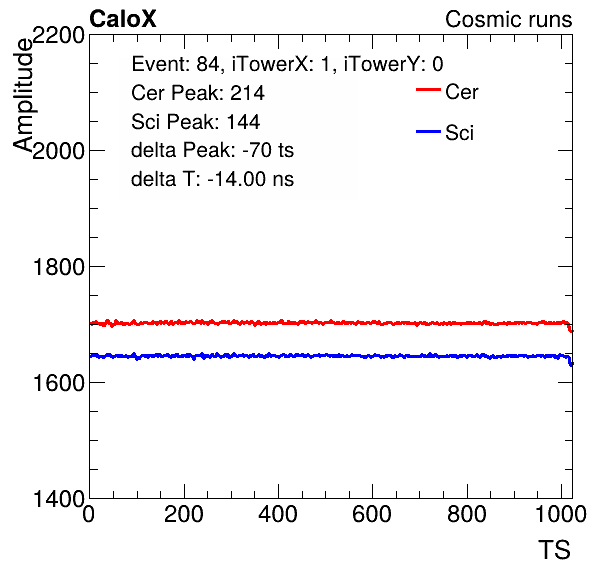 CaloX Cosmic runs
Amplitude
2200
2000
1800
1600
1400
Event: 84, iTowerX: 1, iTowerY: 0
Cer Peak: 214
Sci Peak: 144
delta Peak: -70 ts
delta T: -14.00 ns
Cer
Sci
0 200 400 600 800 1000
TS